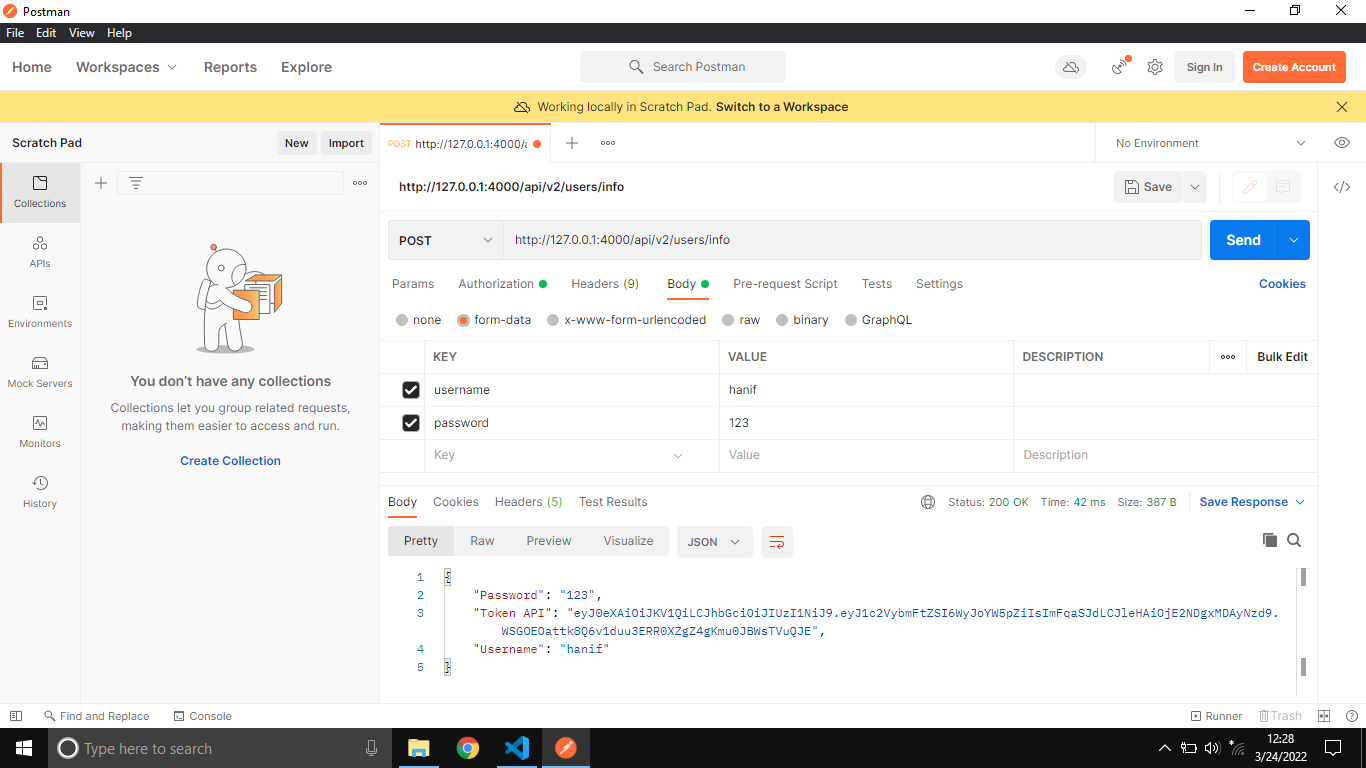 Postman
File Edit View Help
Home Workspaces Reports Explore Search Postman Sign In Create Account
Working locally in Scratch Pad. Switch to a Workspace
Scratch Pad New Import POST http://127.0.0.1:4000/a No Environment
http://127.0.0.1:4000/api/v2/users/info Save
Collections
APIs
Environments
Mock Servers
Monitors
History
You don't have any collections
Collections let you group related requests,
making them easier to access and run.
Create Collection
POST http://127.0.0.1:4000/api/v2/users/info Send
Params Authorization Headers (9) Body Pre-request Script Tests Settings Cookies
none form-data x-www-form-urlencoded raw binary GraphQL
KEY VALUE DESCRIPTION Bulk Edit
username hanif
password 123
Key Value Description
Body Cookies Headers (5) Test Results Status: 200 OK Time: 42 ms Size: 387 B Save Response
Pretty Raw Preview Visualize JSON
1 {
2 "Password": "123",
3 "Token API": "eyJ0eXAiOiJKV1QiLCJhbGciOiJIUzI1NiJ9.eyJ1c2VybmFtZSI6WyJoYW5pZiIsImFqaSJdLCJleHAiOjE2NDgxMDAyNzd9.
WSGOEOattk8Q6v1duu3ERR0XZgZ4gKmu0JBWsTVuQJE",
4 "Username": "hanif"
5 }
Find and Replace Console Runner Trash
Type here to search 12:28
3/24/2022